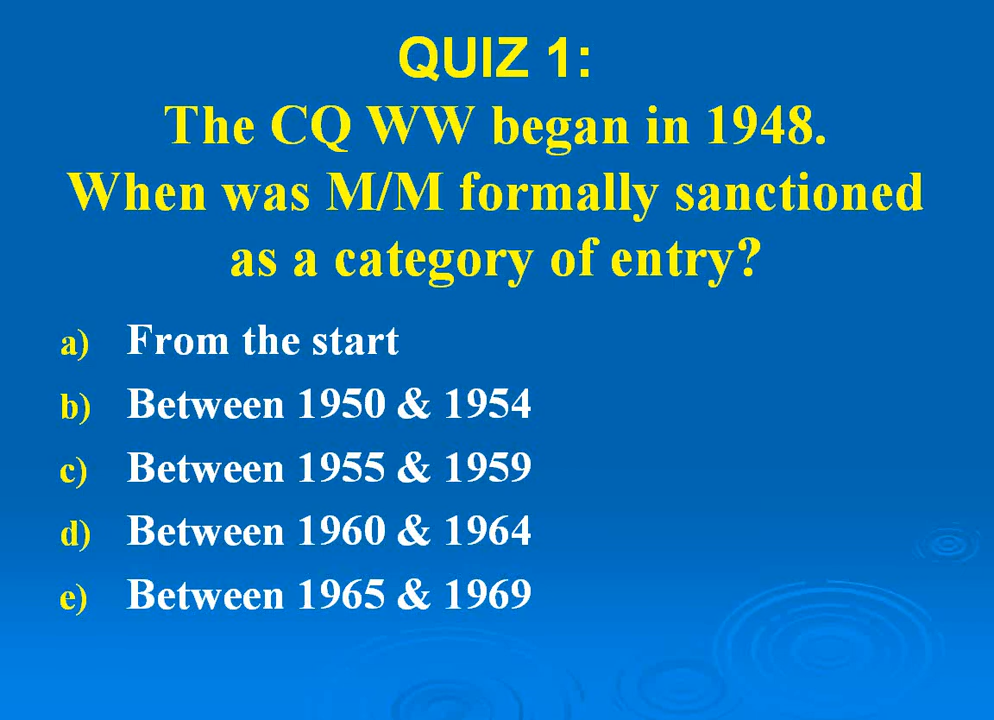 QUIZ 1:
The CQ WW began in 1948.
When was M/M formally sanctioned
as a category of entry?
a) From the start
b) Between 1950 & 1954
c) Between 1955 & 1959
d) Between 1960 & 1964
e) Between 1965 & 1969